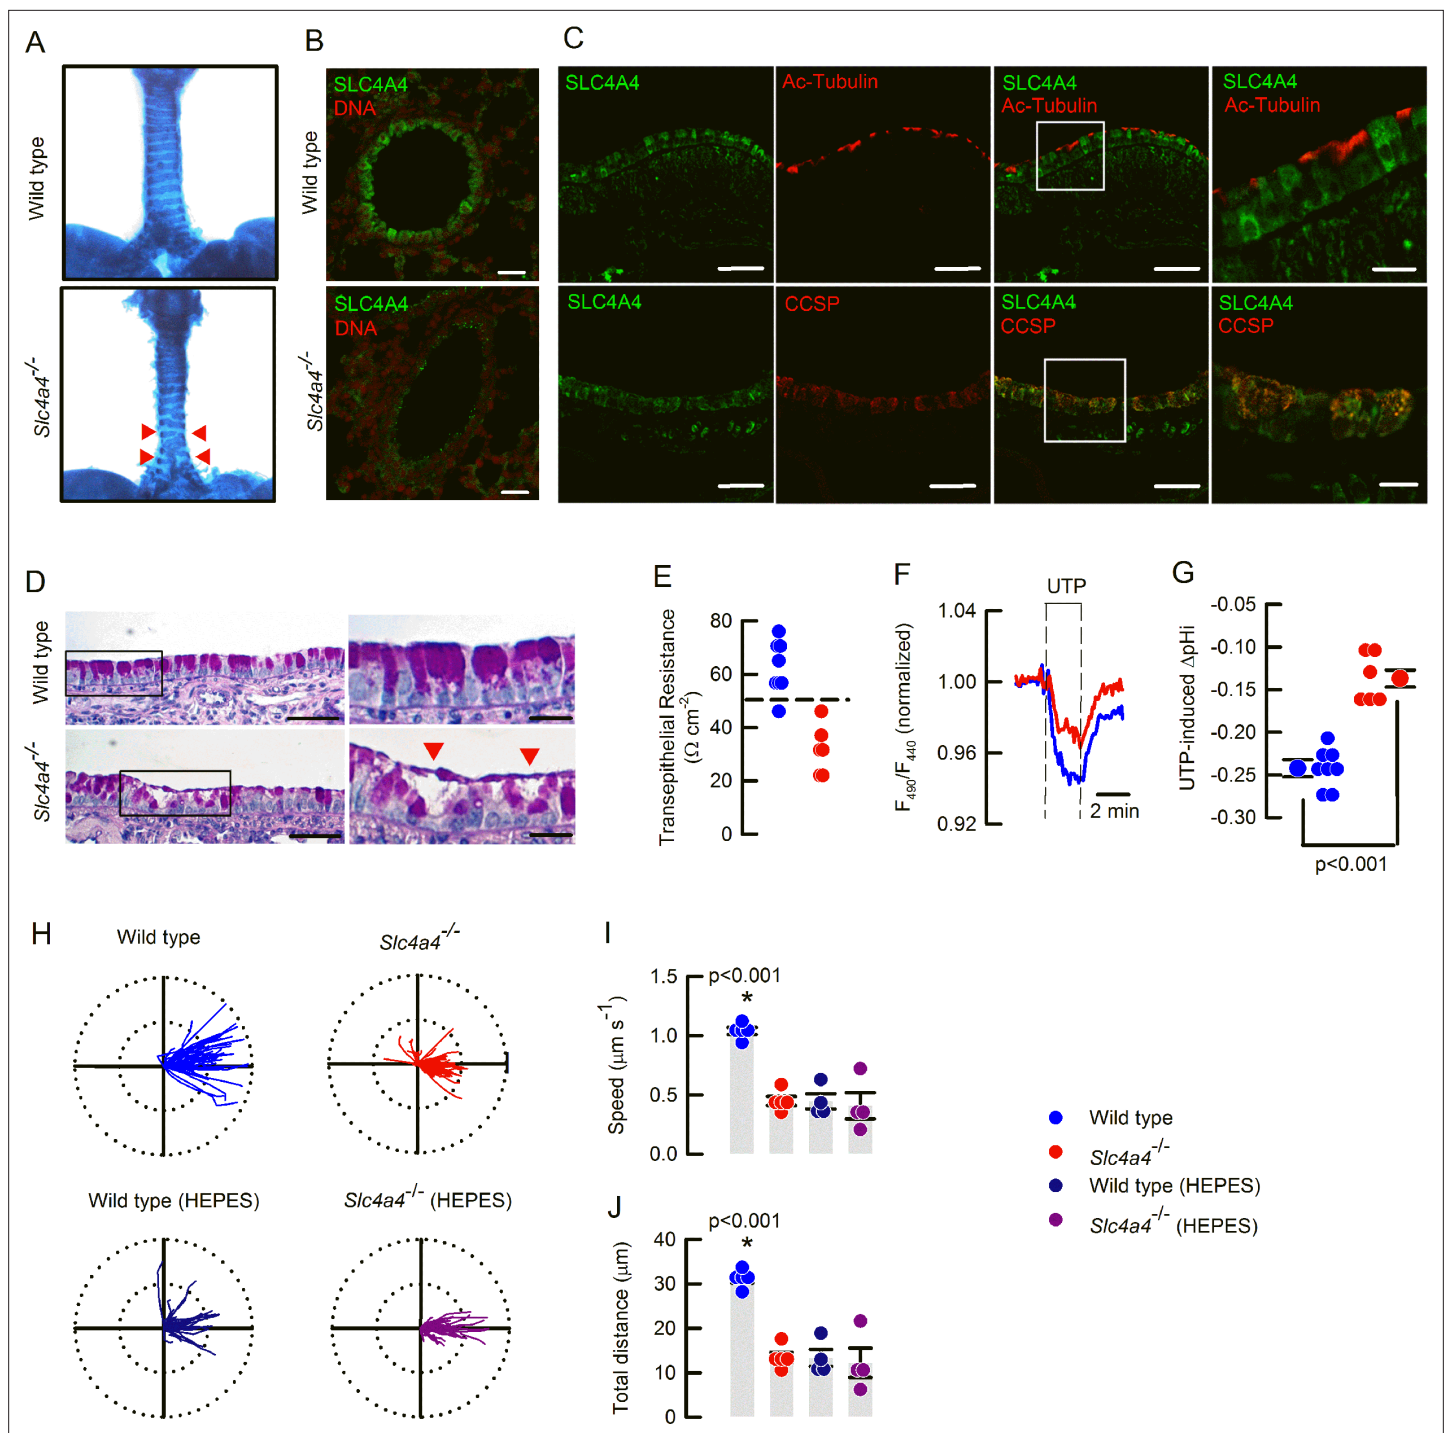 A
Wild type
Slc4a4-/-
B
Wild type
SLC4A4
DNA
Slc4a4-/-
SLC4A4
DNA
C
SLC4A4
Ac-Tubulin
SLC4A4
Ac-Tubulin
SLC4A4
Ac-Tubulin
SLC4A4
CCSP
SLC4A4
CCSP
SLC4A4
CCSP
D
Wild type
Slc4a4-/-
E
Transepithelial Resistance
(Ω cm-2)
80
60
40
20
0
F
UTP
F490/F440 (normalized)
1.04
1.00
0.96
0.92
2 min
G
UTP-induced ΔpHi
-0.05
-0.10
-0.15
-0.20
-0.25
-0.30
p<0.001
H
Wild type
Slc4a4-/-
Wild type (HEPES)
Slc4a4-/- (HEPES)
I
Speed (μm s-1)
1.5
1.0
0.5
0.0
p<0.001
*
J
Total distance (μm)
40
30
20
10
0
p<0.001
*
Wild type
Slc4a4-/-
Wild type (HEPES)
Slc4a4-/- (HEPES)